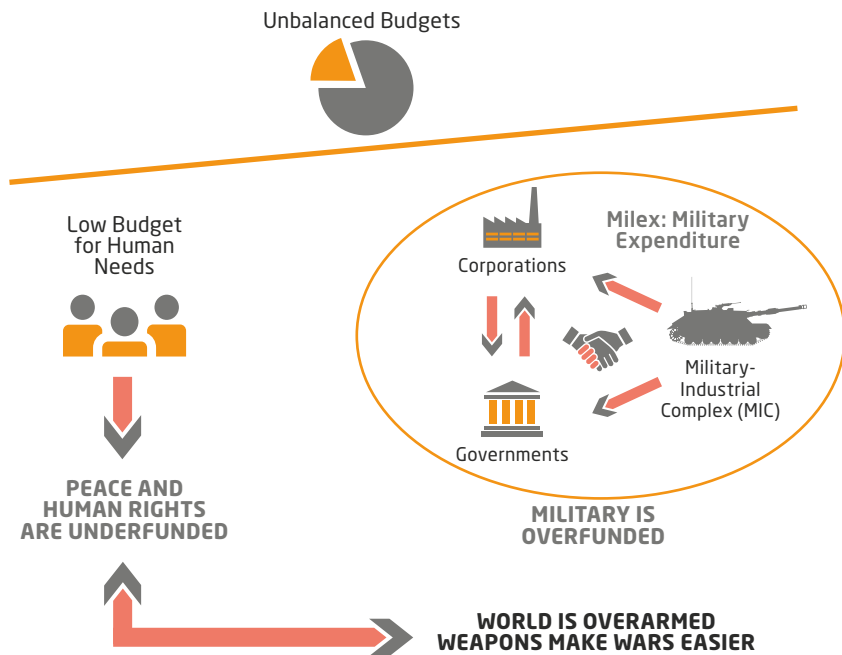 Unbalanced Budgets
Low Budget
for Human
Needs
PEACE AND
HUMAN RIGHTS
ARE UNDERFUNDED
Milex: Military
Expenditure
Corporations
Military-
Industrial
Complex (MIC)
Governments
MILITARY IS
OVERFUNDED
WORLD IS OVERARMED
WEAPONS MAKE WARS EASIER